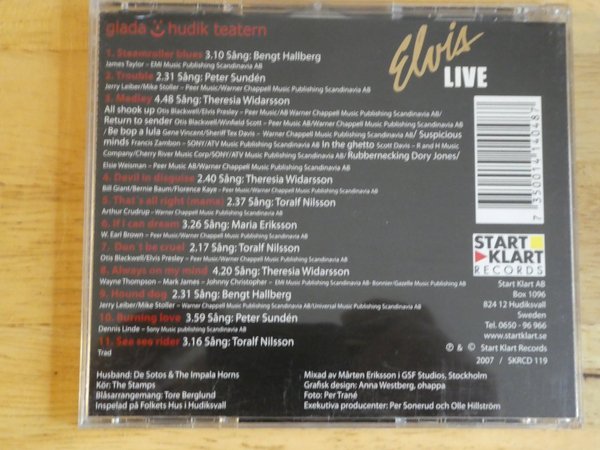 glada hudik teatern
Elvis
LIVE
1. Steamroller blues 3.10 Sång: Bengt Hallberg
James Taylor – EMI Music Publishing Scandinavia AB
2. Trouble 2.31 Sång: Peter Sundén
Jerry Leiber/Mike Stoller – Peer Music/Warner Chappell Music Publishing Scandinavia AB
3. Medley 4.48 Sång: Theresia Widarsson
All shook up Otis Blackwell/Elvis Presley – Peer Music/AB Warner Chappell Music Publishing Scandinavia AB/
Return to sender Otis Blackwell/Winfield Scott – Peer Music AB/Warner Chappell Music Publishing Scandinavia AB
/ Be bop a lula Gene Vincent/Sheriff Tex Davis – Warner Chappell Music Publishing Scandinavia AB/ Suspicious
minds Francis Zambon – SONY/ATV Music Publishing Scandinavia AB/In the ghetto Scott Davis – R and H Music
Company/Cherry River Music Corp/SONY/ATV Music Publishing Scandinavia AB/Rubbernecking Dory Jones/
Elsie Weisman – Peer Music AB/Warner Chappell Music Publishing Scandinavia AB
4. Devil in disguise 2.40 Sång: Theresia Widarsson
Bill Giant/Bernie Baum/Florence Kaye – Peer Music/Warner Chappell Music Publishing Scandinavia AB
5. That´s all right (mama) 2.37 Sång: Toralf Nilsson
Arthur Crudrup – Warner Chappell Music Publishing Scandinavia AB
6. If I can dream 3.26 Sång: Maria Eriksson
W. Earl Brown – Peer Music/Warner Chappell Music Publishing Scandinavia AB
7. Don´t be cruel 2.17 Sång: Toralf Nilsson
Otis Blackwell/Elvis Presley – Peer Music/ Warner Chappell Music Publishing Scandinavia AB
8. Always on my mind 4.20 Sång: Theresia Widarsson
Wayne Thompson – Mark James – Johnny Christopher – EMI Music Publishing Scandinavia AB– Bonnier/Gazelle Music Publishing AB
9. Hound dog 2.31 Sång: Bengt Hallberg
Jerry Leiber/Mike Stoller – Warner Chappell Music Publishing Scandinavia AB/Universal Music Publishing Scandinavia AB
10. Burning love 3.59 Sång: Peter Sundén
Dennis Linde – Sony Music publishing Scandinavia AB
11. See see rider 3.16 Sång: Toralf Nilsson
Trad
Husband: De Sotos & The Impala Horns
Kör: The Stamps
Blåsarrangemang: Tore Berglund
Inspelad på Folkets Hus i Hudiksvall
Mixad av Mårten Eriksson i GSF Studios, Stockholm
Grafisk design: Anna Westberg, ohappa
Foto: Per Trané
Exekutiva producenter: Per Sonerud och Olle Hillström
7 350014 140487
START
KLART
RECORDS
Start Klart AB
Box 1096
824 12 Hudiksvall
Sweden
Tel. 0650 - 96 966
www.startklart.se
℗ & © Start Klart Records
2007 / SKRCD 119